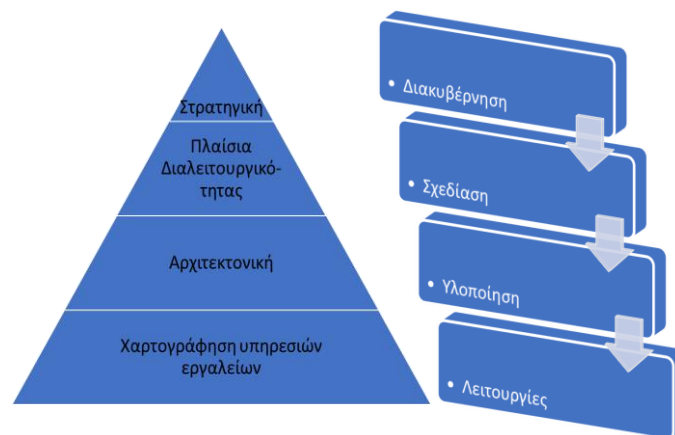 Στρατηγική
Πλαίσια
Διαλειτουργικό-
τητας
Αρχιτεκτονική
Χαρτογράφηση υπηρεσιών
εργαλείων
• Διακυβέρνηση
• Σχεδίαση
• Υλοποίηση
• Λειτουργίες